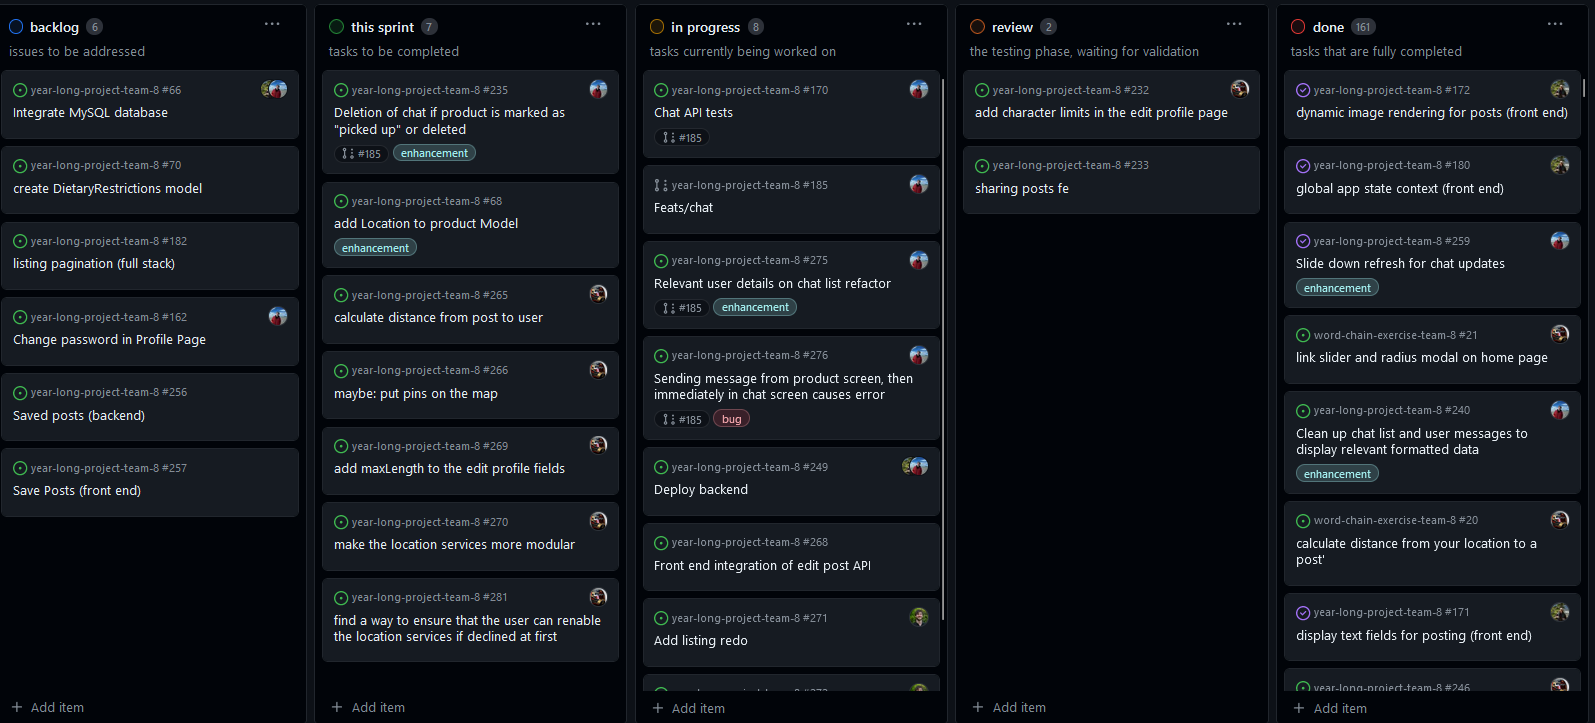 backlog 6
issues to be addressed
year-long-project-team-8 #66
Integrate MySQL database
year-long-project-team-8 #70
create DietaryRestrictions model
year-long-project-team-8 #182
listing pagination (full stack)
year-long-project-team-8 #162
Change password in Profile Page
year-long-project-team-8 #256
Saved posts (backend)
year-long-project-team-8 #257
Save Posts (front end)
+ Add item
this sprint 7
tasks to be completed
year-long-project-team-8 #235
Deletion of chat if product is marked as
"picked up" or deleted
#185 enhancement
year-long-project-team-8 #68
add Location to product Model
enhancement
year-long-project-team-8 #265
calculate distance from post to user
year-long-project-team-8 #266
maybe: put pins on the map
year-long-project-team-8 #269
add maxLength to the edit profile fields
year-long-project-team-8 #270
make the location services more modular
year-long-project-team-8 #281
find a way to ensure that the user can renable
the location services if declined at first
+ Add item
in progress 8
tasks currently being worked on
year-long-project-team-8 #170
Chat API tests
#185
year-long-project-team-8 #185
Feats/chat
year-long-project-team-8 #275
Relevant user details on chat list refactor
#185 enhancement
year-long-project-team-8 #276
Sending message from product screen, then
immediately in chat screen causes error
#185 bug
year-long-project-team-8 #249
Deploy backend
year-long-project-team-8 #268
Front end integration of edit post API
year-long-project-team-8 #271
Add listing redo
+ Add item
review 2
the testing phase, waiting for validation
year-long-project-team-8 #232
add character limits in the edit profile page
year-long-project-team-8 #233
sharing posts fe
+ Add item
done 161
tasks that are fully completed
year-long-project-team-8 #172
dynamic image rendering for posts (front end)
year-long-project-team-8 #180
global app state context (front end)
year-long-project-team-8 #259
Slide down refresh for chat updates
enhancement
word-chain-exercise-team-8 #21
link slider and radius modal on home page
year-long-project-team-8 #240
Clean up chat list and user messages to
display relevant formatted data
enhancement
word-chain-exercise-team-8 #20
calculate distance from your location to a
post'
year-long-project-team-8 #171
display text fields for posting (front end)
year-long-project-team-8 #246
+ Add item